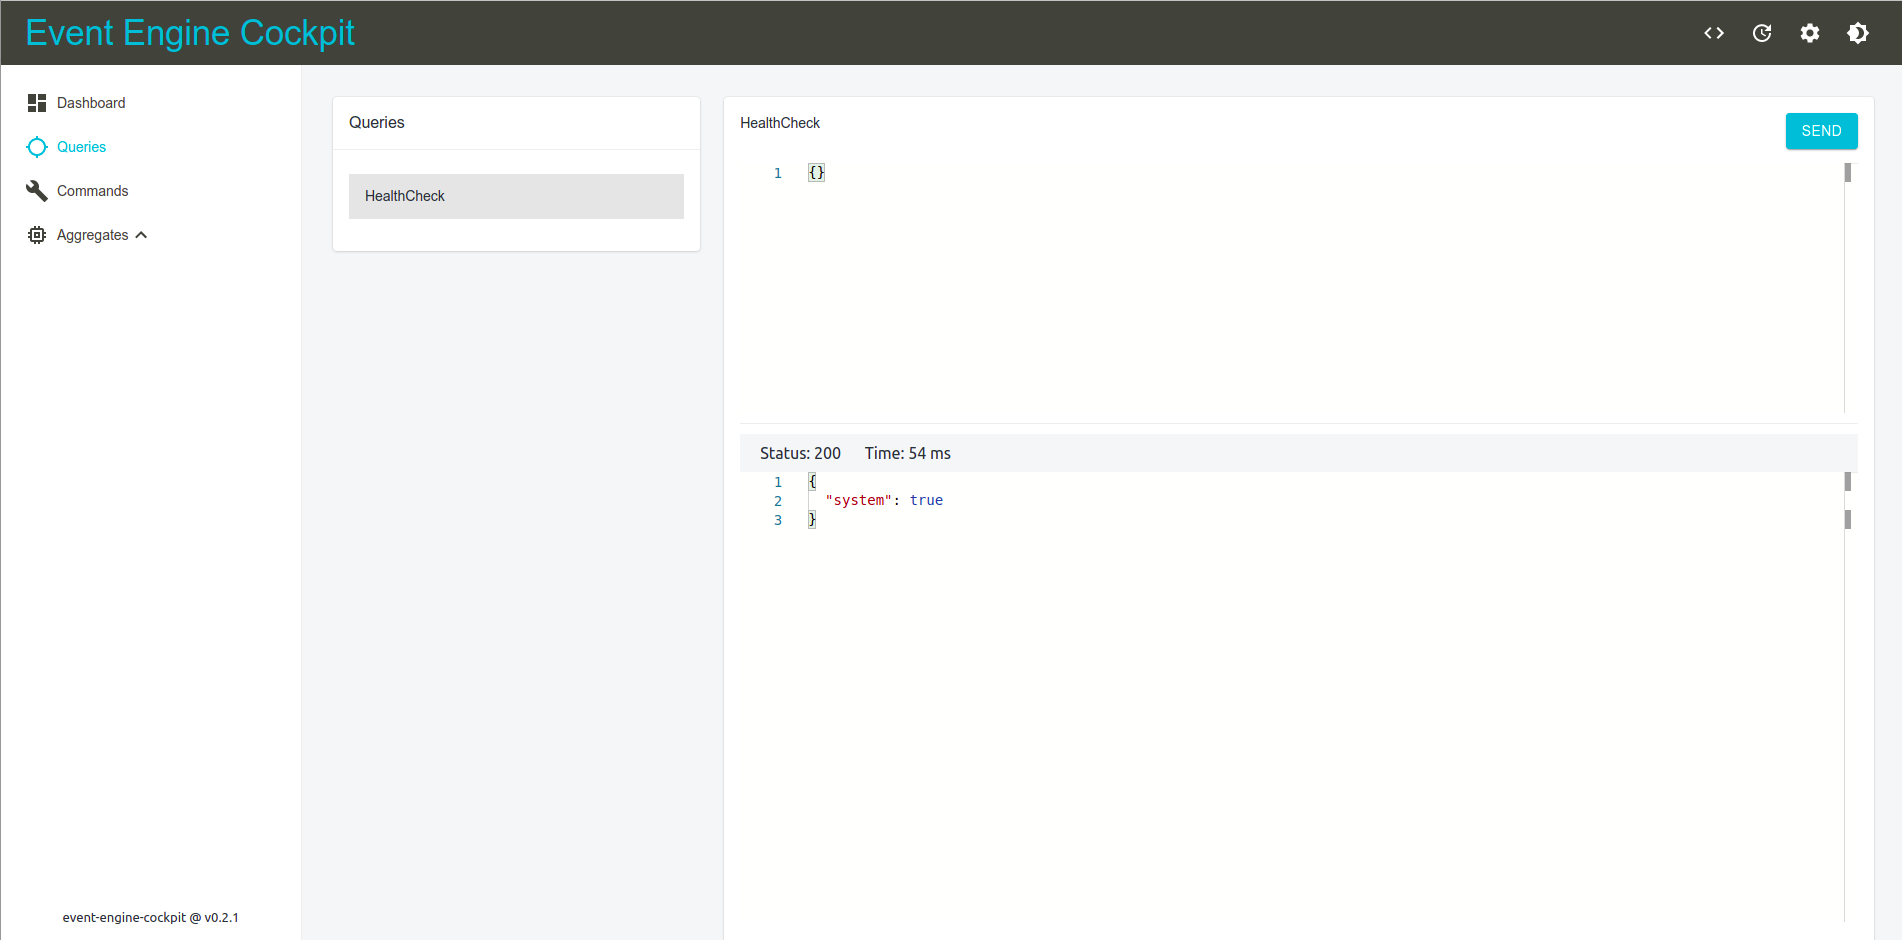 Event Engine Cockpit
Dashboard
Queries
Commands
Aggregates
event-engine-cockpit @ v0.2.1
Queries
HealthCheck
HealthCheck
SEND
1 {}
Status: 200 Time: 54 ms
1 {
2 "system": true
3 }